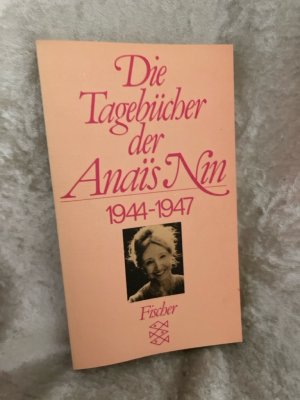 Die
Tagebücher
der
Anaïs Nin
1944-1947
Fischer